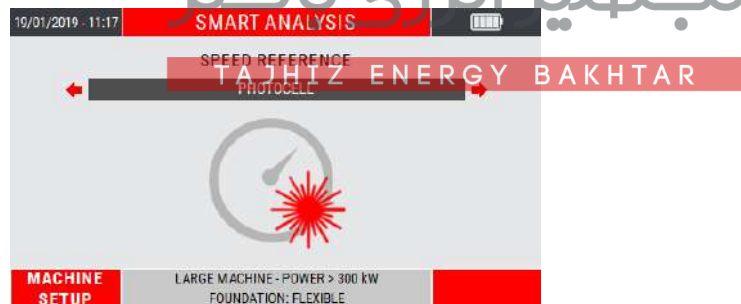 19/01/2019 - 11:17
SMART ANALYSIS
SPEED REFERENCE
TAJHIZ ENERGY BAKHTAR
PHOTOCELL
MACHINE
SETUP
LARGE MACHINE - POWER > 300 kW
FOUNDATION: FLEXIBLE